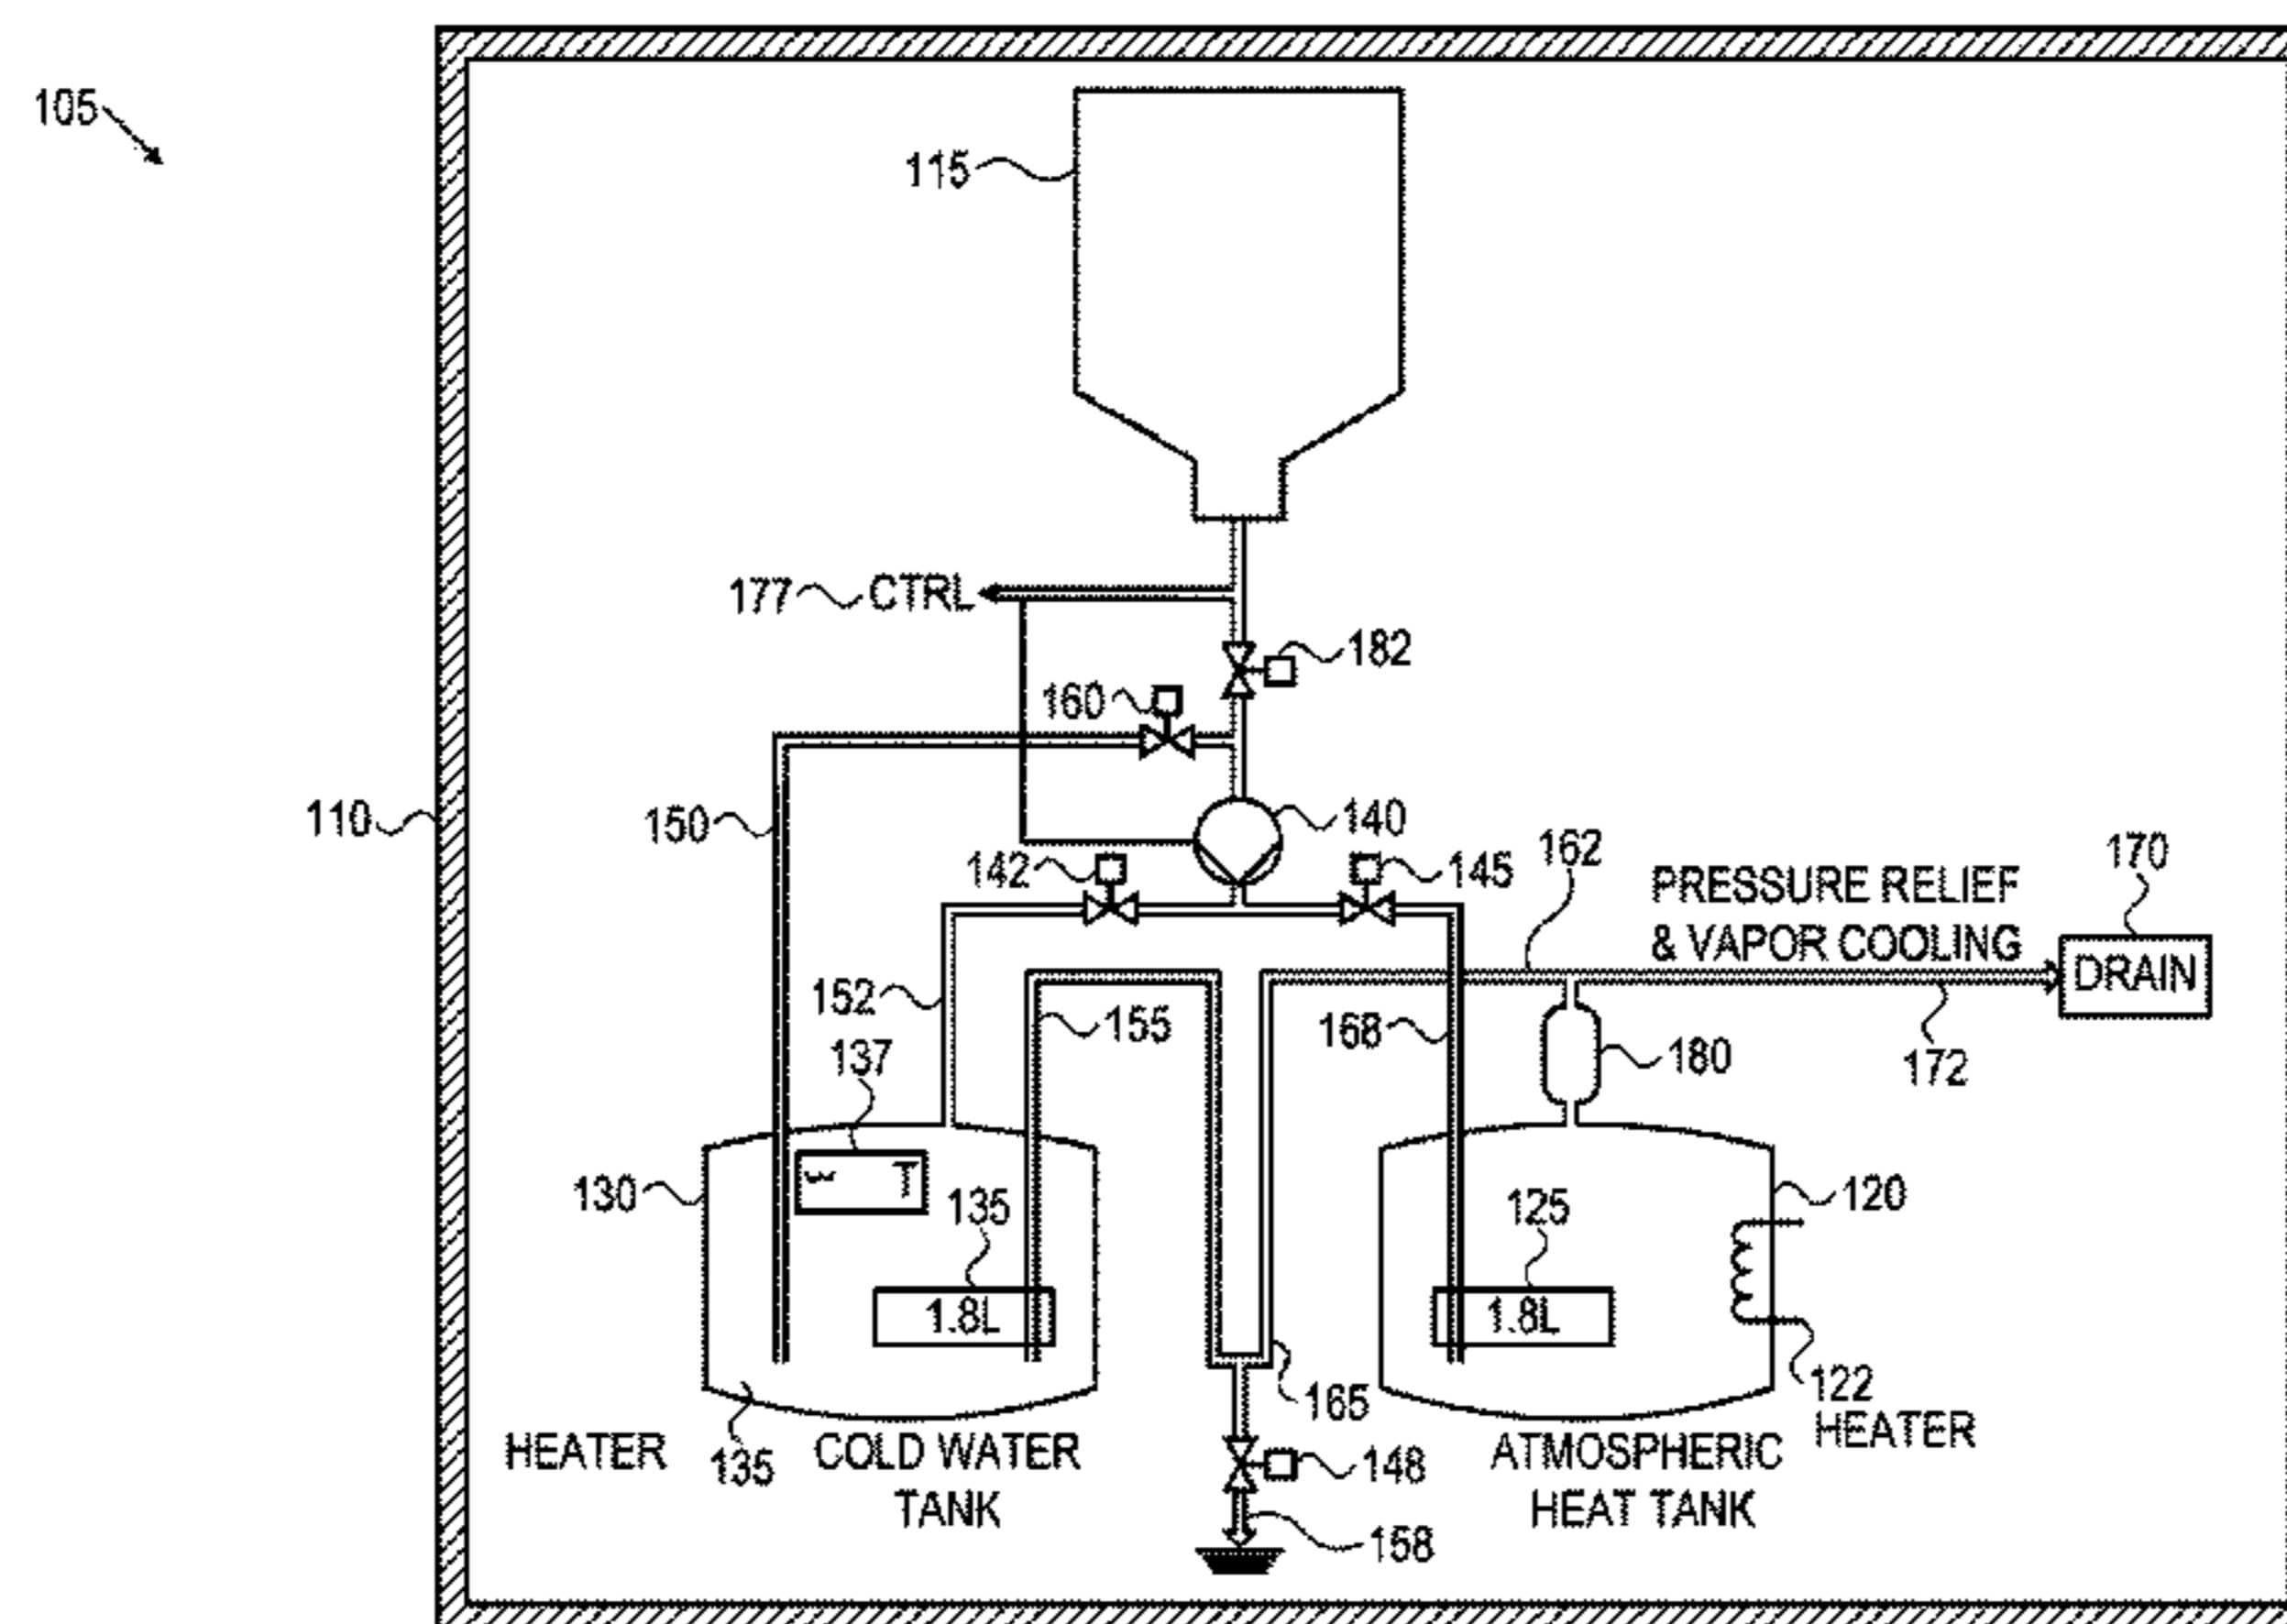 105
115
177 CTRL
182
160
110
150
140
142
145
162
PRESSURE RELIEF
& VAPOR COOLING
170
DRAIN
152
155
168
180
172
137
T
130
135
1.8L
125
1.8L
120
122
HEATER
165
HEATER
135
COLD WATER
TANK
148
158
ATMOSPHERIC
HEAT TANK